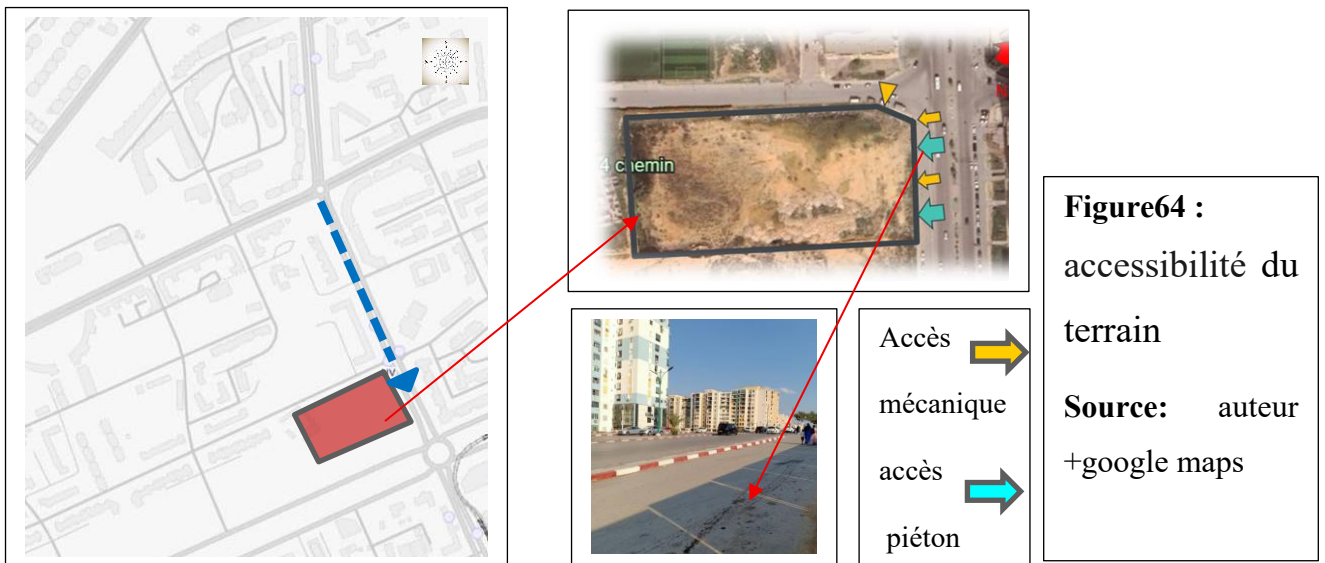 4 chemin
N
Accès
mécanique
accès
piéton
Figure64 :
accessibilité du
terrain
Source: auteur
+google maps